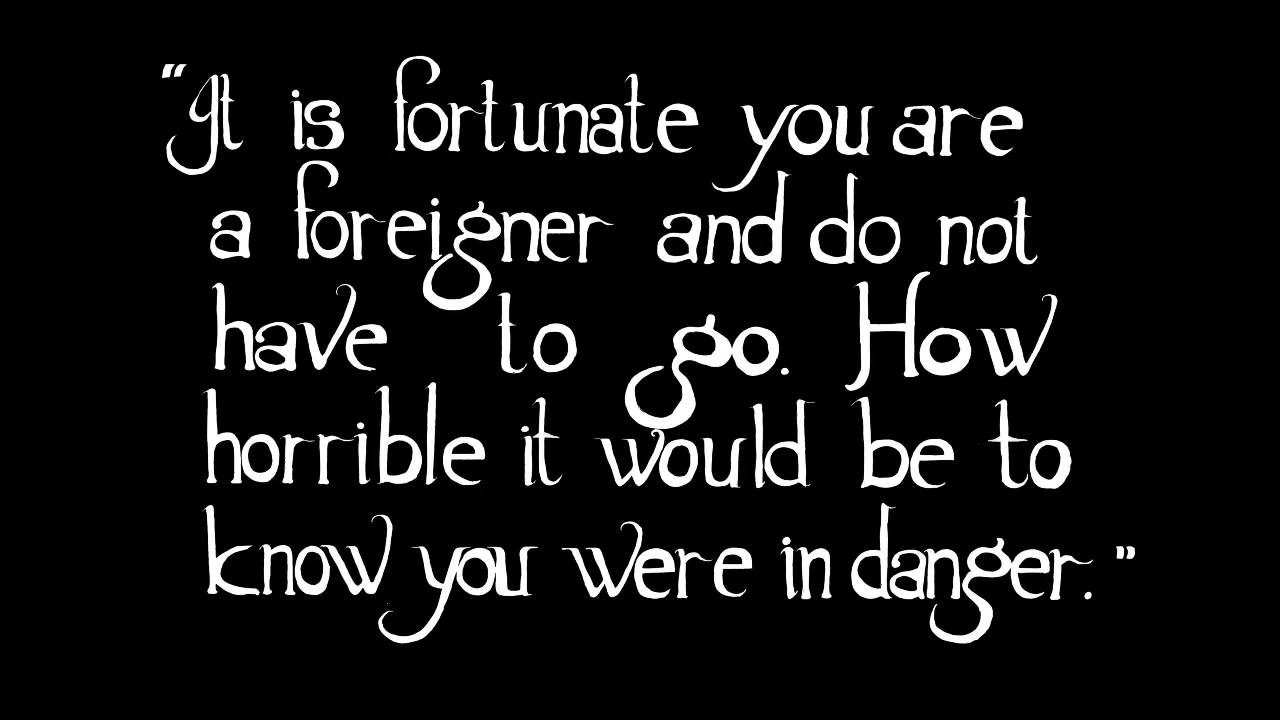 "It is fortunate you are
a foreigner and do not
have to go. How
horrible it would be to
know you were in danger."